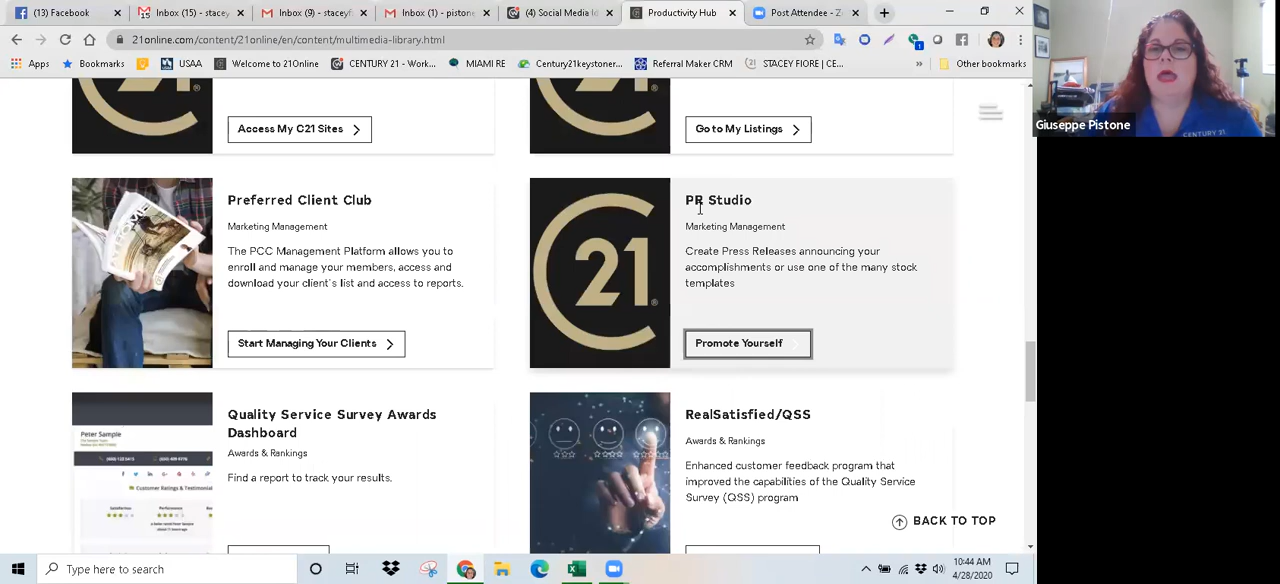 (13) Facebook
Inbox (15) - stacey
Inbox (9) - staceyf
Inbox (1) - piston
(4) Social Media (
Productivity Hub
Post Attendee - Z
21online.com/content/21online/en/content/multimedia-library.html
Apps
Bookmarks
USAA
Welcome to 21Online
CENTURY 21 - Work...
MIAMI RE
Century21keystoner...
Referral Maker CRM
STACEY FIORE | CE...
Other bookmarks
Giuseppe Pistone
CENTURY 21
Access My C21 Sites
Go to My Listings
Preferred Client Club
Marketing Management
The PCC Management Platform allows you to
enroll and manage your members, access and
download your client's list and access to reports.
Start Managing Your Clients
C21
PR Studio
Marketing Management
Create Press Releases announcing your
accomplishments or use one of the many stock
templates
Promote Yourself
Peter Sample
Customer Ratings & Testimonial
Quality Service Survey Awards
Dashboard
Awards & Rankings
Find a report to track your results.
RealSatisfied/QSS
Awards & Rankings
Enhanced customer feedback program that
improved the capabilities of the Quality Service
Survey (QSS) program
BACK TO TOP
Type here to search
10:44 AM
4/28/2020